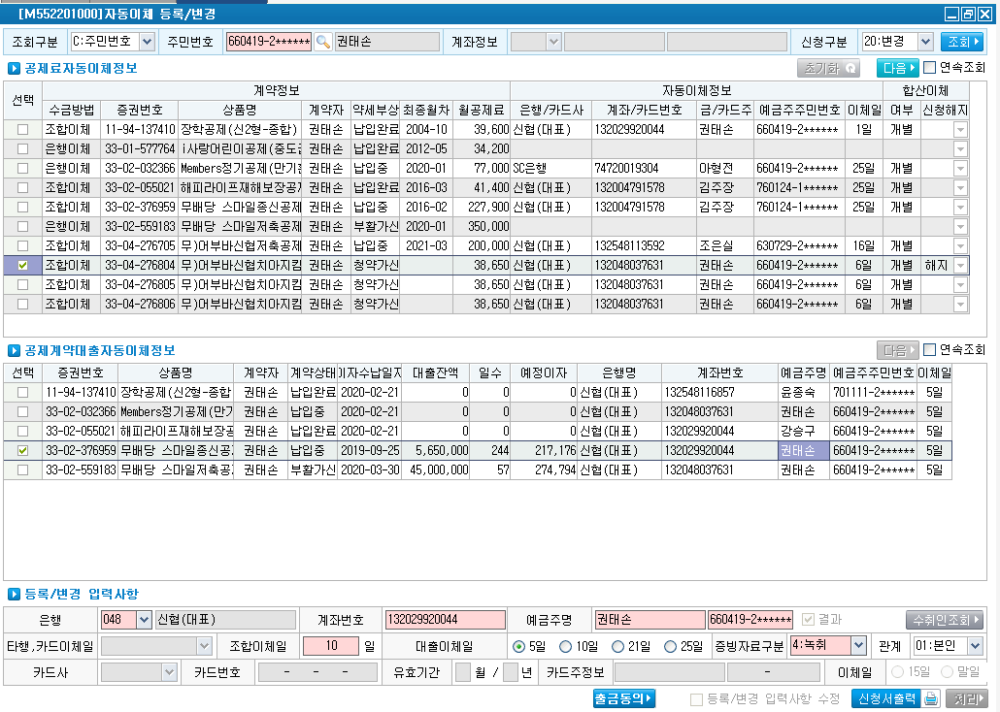 [M552201000]자동이체 등록/변경
조회구분 C:주민번호 주민번호 660419-2****** 권태손 계좌정보 신청구분 20:변경 조회
공제료자동이체정보 초기화 다음 연속조회
선택 계약정보 자동이체정보 합산이체
수금방법 증권번호 상품명 계약자 약세부상 최종월차 월공제료 은행/카드사 계좌/카드번호 금/카드주 예금주주민번호 이체일 여부 신청해지
조합이체 11-94-137410 장학공제(신2형-종합) 권태손 납입완료 2004-10 39,600 신협(대표) 132029920044 권태손 660419-2****** 1일 개별
은행이체 33-01-577764 i사랑어린이공제(중도급 권태손 납입완료 2012-05 34,200
은행이체 33-02-032366 Members정기공제(만기환 권태손 납입중 2020-01 77,000 SC은행 74720019304 아형전 660419-2****** 25일 개별
조합이체 33-02-055021 해피라이프재해보장공제 권태손 납입완료 2016-03 41,400 신협(대표) 132004791578 김주장 760124-1****** 25일 개별
조합이체 33-02-376959 무배당 스마일종신공제 권태손 납입중 2016-02 227,900 신협(대표) 132004791578 김주장 760124-1****** 25일 개별
은행이체 33-02-559183 무배당 스마일저축공제 권태손 부활가신 2020-01 350,000
조합이체 33-04-276705 무)어부바신협저축공제 권태손 납입중 2021-03 200,000 신협(대표) 132548113592 조은실 630729-2****** 16일 개별
조합이체 33-04-276804 무)어부바신협치아지킴 권태손 청약가신 38,650 신협(대표) 132048037631 권태손 660419-2****** 6일 개별 해지
조합이체 33-04-276805 무)어부바신협치아지킴 권태손 청약가신 38,650 신협(대표) 132048037631 권태손 660419-2****** 6일 개별
조합이체 33-04-276806 무)어부바신협치아지킴 권태손 청약가신 38,650 신협(대표) 132048037631 권태손 660419-2****** 6일 개별
공제계약대출자동이체정보 다음 연속조회
선택 증권번호 상품명 계약자 계약상태 이자수납일자 대출잔액 일수 예정이자 은행명 계좌번호 예금주명 예금주주민번호 이체일
11-94-137410 장학공제(신2형-종합 권태손 납입완료 2020-02-21 0 0 0 신협(대표) 132548116857 윤종숙 701111-2****** 5일
33-02-032366 Members정기공제(만기 권태손 납입중 2020-02-21 0 0 0 신협(대표) 132048037631 권태손 660419-2****** 5일
33-02-055021 해피라이프재해보장공 권태손 납입완료 2020-02-21 0 0 0 신협(대표) 132029920044 강승구 660419-2****** 5일
33-02-376959 무배당 스마일종신공 권태손 납입중 2019-09-25 5,650,000 244 217,176 신협(대표) 132029920044 권태손 660419-2****** 5일
33-02-559183 무배당 스마일저축공 권태손 부활가신 2020-03-30 45,000,000 57 274,794 신협(대표) 132048037631 권태손 660419-2****** 5일
등록/변경 입력사항
은행 048 신협(대표) 계좌번호 132029920044 예금주명 권태손 660419-2****** 결과 수취인조회
타행,카드이체일 조합이체일 10 일 대출이체일 5일 10일 21일 25일 증빙자료구분 4:녹취 관계 01:본인
카드사 카드번호 - - - 유효기간 월 / 년 카드주정보 - 이체일 15일 말일
출금동의 등록/변경 입력사항 수정 신청서출력 처리